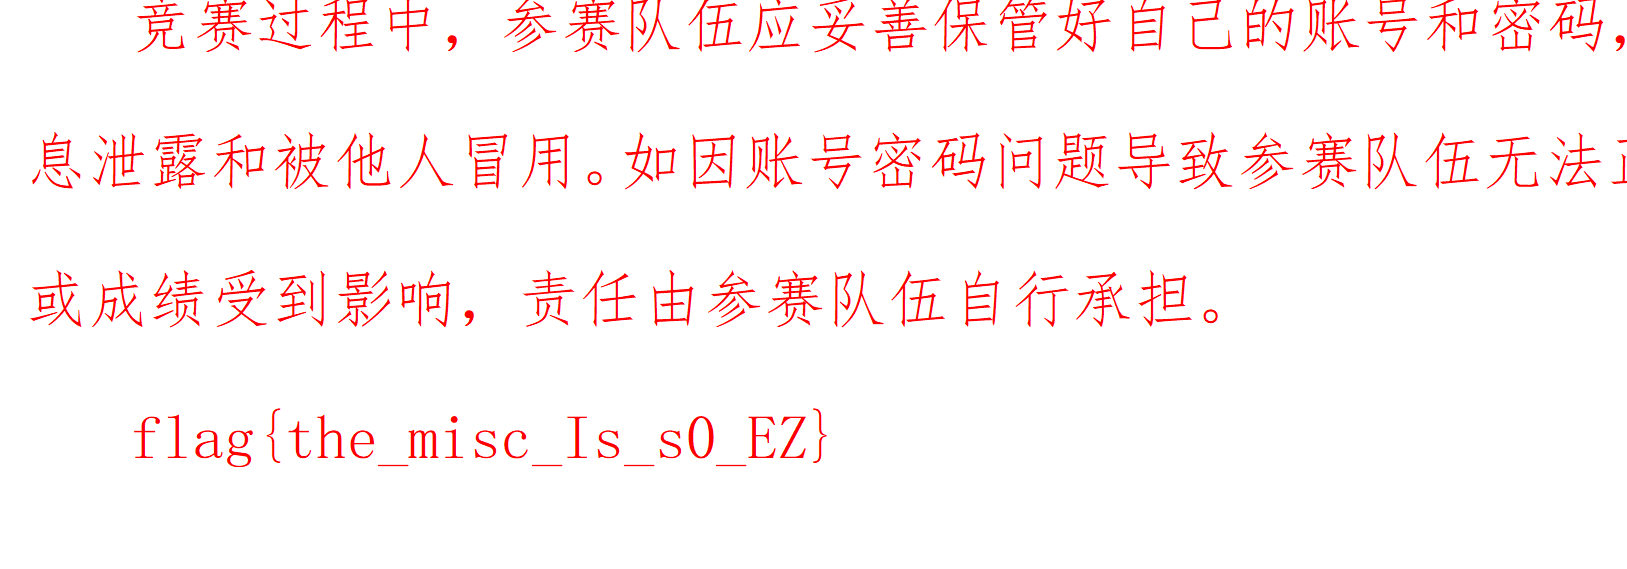 竞赛过程中，参赛队伍应妥善保管好自己的账号和密码，
息泄露和被他人冒用。如因账号密码问题导致参赛队伍无法
或成绩受到影响，责任由参赛队伍自行承担。
flag{the_misc_Is_s0_EZ}